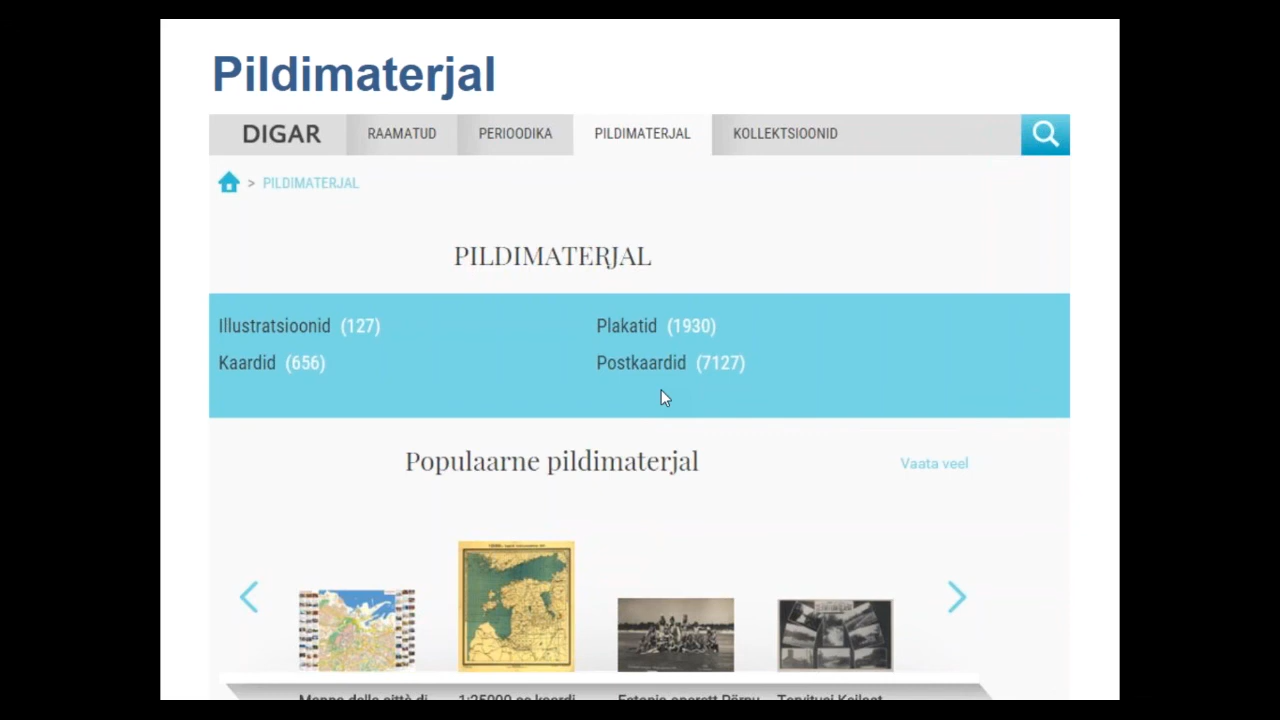 Pildimaterjal
DIGAR RAAMATUD PERIOODIKA PILDIMATERJAL KOLLEKTSIOONID
> PILDIMATERJAL
PILDIMATERJAL
Illustratsioonid (127) Plakatid (1930)
Kaardid (656) Postkaardid (7127)
Populaarne pildimaterjal Vaata veel